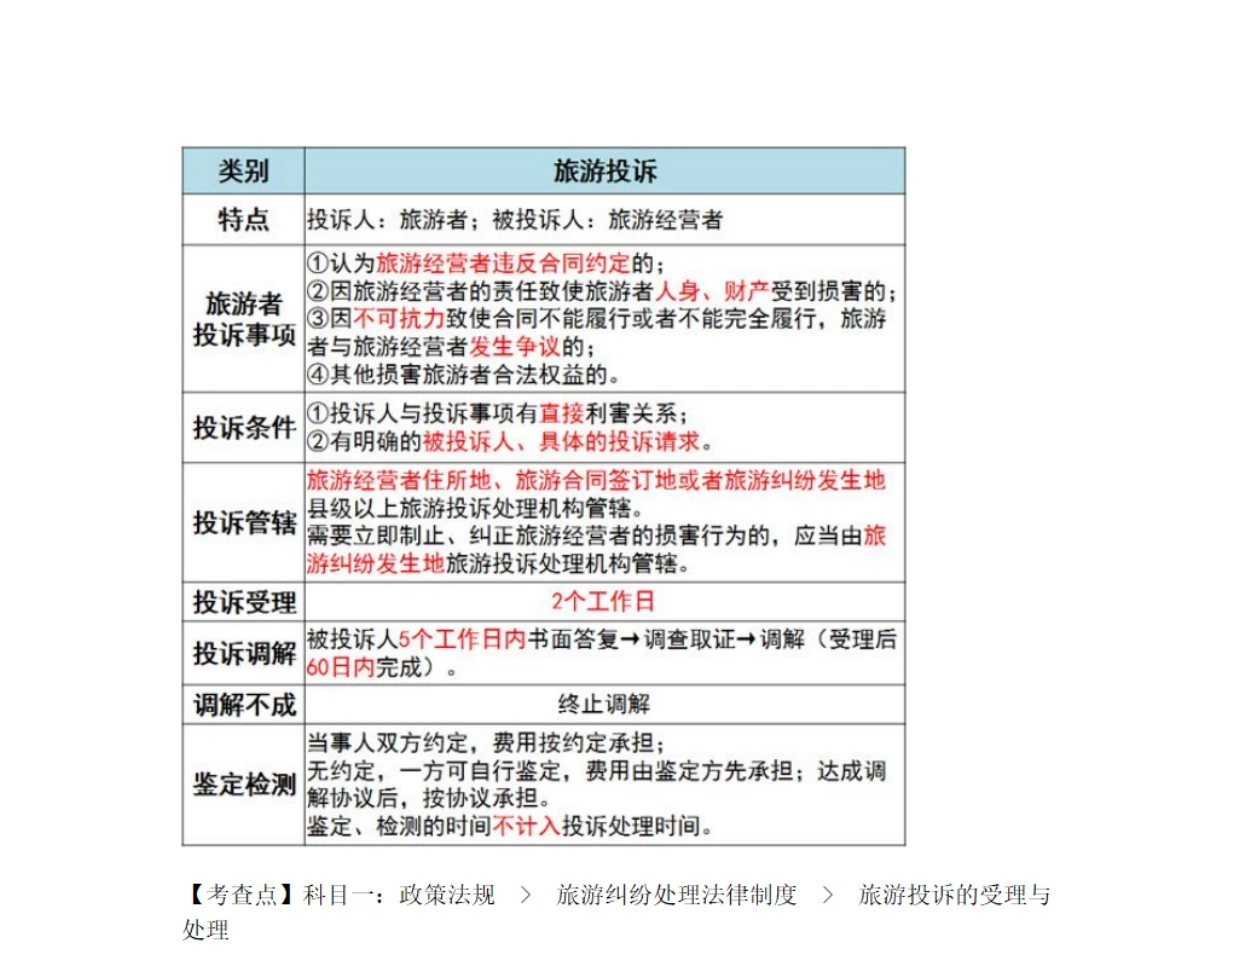 类别
旅游投诉
特点
投诉人：旅游者；被投诉人：旅游经营者
旅游者
投诉事项
①认为旅游经营者违反合同约定的；
②因旅游经营者的责任致使旅游者人身、财产受到损害的；
③因不可抗力致使合同不能履行或者不能完全履行，旅游
者与旅游经营者发生争议的；
④其他损害旅游者合法权益的。
投诉条件
①投诉人与投诉事项有直接利害关系；
②有明确的被投诉人、具体的投诉请求。
投诉管辖
旅游经营者住所地、旅游合同签订地或者旅游纠纷发生地
县级以上旅游投诉处理机构管辖。
需要立即制止、纠正旅游经营者的损害行为的，应当由旅
游纠纷发生地旅游投诉处理机构管辖。
投诉受理
2个工作日
投诉调解
被投诉人5个工作日内书面答复→调查取证→调解（受理后
60日内完成）。
调解不成
终止调解
鉴定检测
当事人双方约定，费用按约定承担；
无约定，一方可自行鉴定，费用由鉴定方先承担；达成调
解协议后，按协议承担。
鉴定、检测的时间不计入投诉处理时间。
【考查点】科目一：政策法规 > 旅游纠纷处理法律制度 > 旅游投诉的受理与
处理